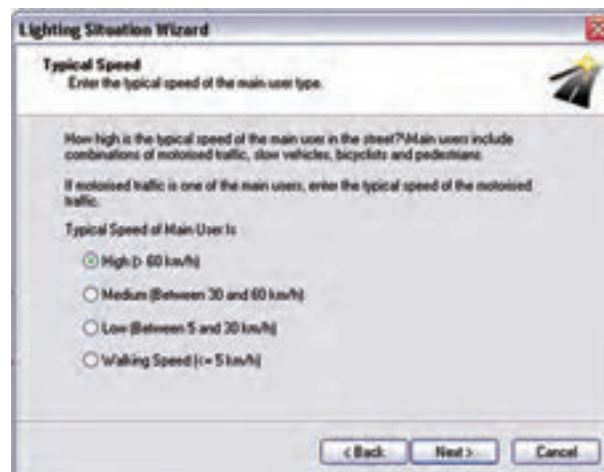 Lighting Situation Wizard
Typical Speed
Enter the typical speed of the main user type.
How high is the typical speed of the main user in the street?\Main users include
combinations of motorised traffic, slow vehicles, bicyclists and pedestrians
If motorised traffic is one of the main users, enter the typical speed of the motorised
traffic.
Typical Speed of Main User Is
High (> 60 km/h)
Medium (Between 30 and 60 km/h)
Low (Between 5 and 30 km/h)
Walking Speed (<= 5 km/h)
< Back
Next >
Cancel